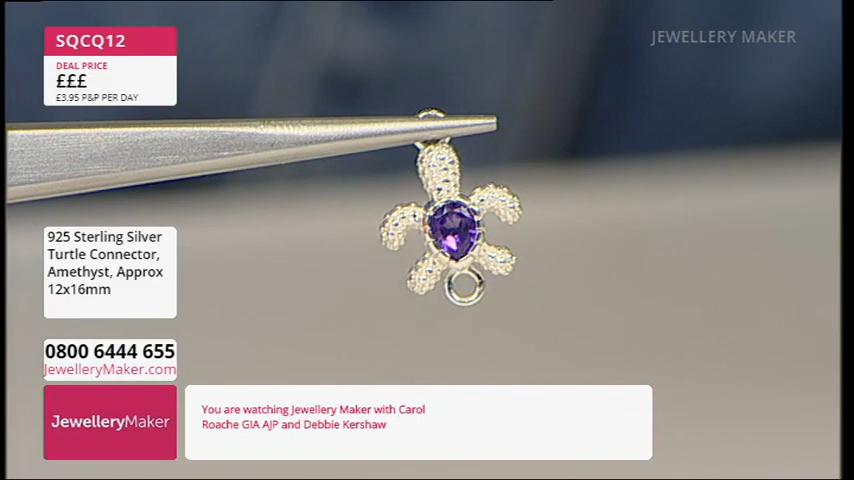 SQCQ12
JEWELLERY MAKER
DEAL PRICE
£££
£3.95 P&P PER DAY
925 Sterling Silver
Turtle Connector,
Amethyst, Approx
12x16mm
0800 6444 655
JewelleryMaker.com
JewelleryMaker
You are watching Jewellery Maker with Carol
Roache GIA AJP and Debbie Kershaw